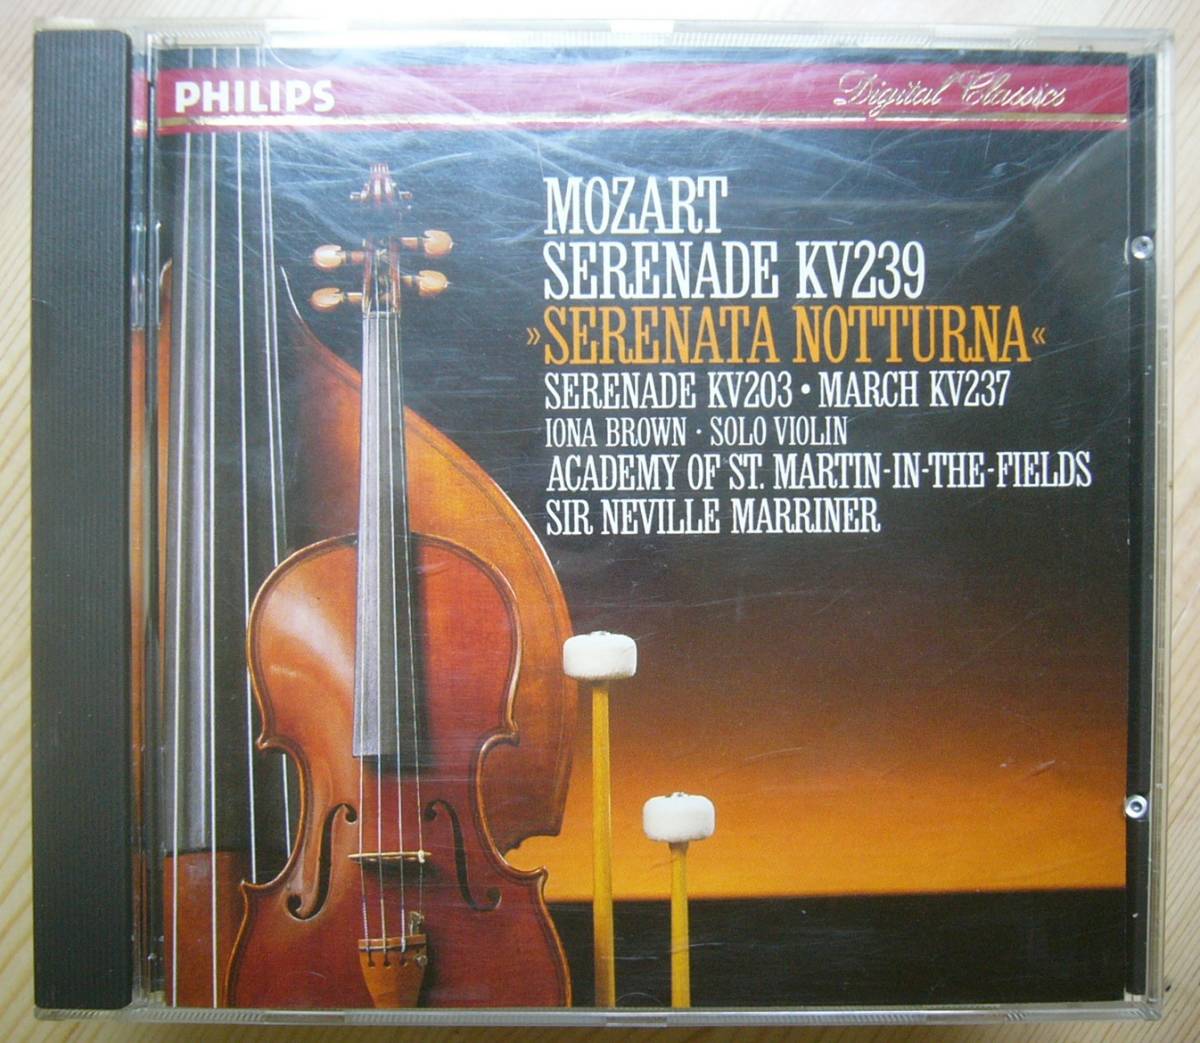 PHILIPS
Digital Classics
MOZART
SERENADE KV239
»SERENATA NOTTURNA«
SERENADE KV203 • MARCH KV237
IONA BROWN · SOLO VIOLIN
ACADEMY OF ST. MARTIN-IN-THE-FIELDS
SIR NEVILLE MARRINER